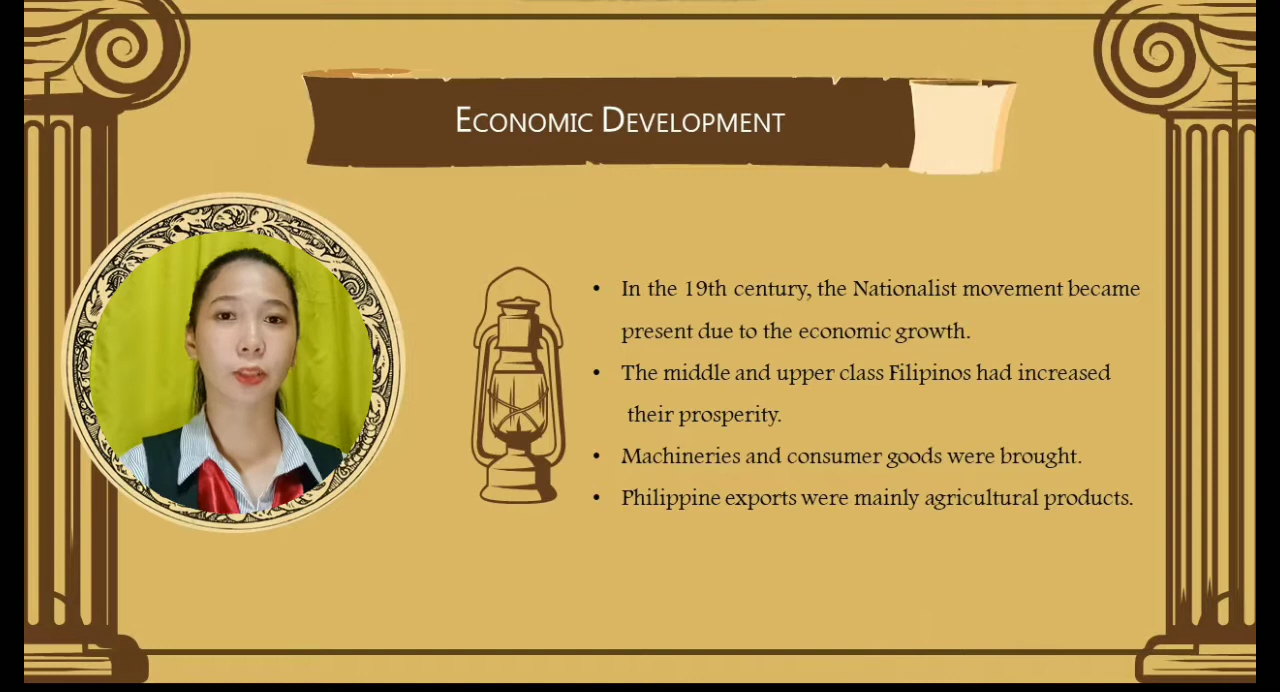 Economic Development
• In the 19th century, the Nationalist movement became
present due to the economic growth.
• The middle and upper class Filipinos had increased
their prosperity.
• Machineries and consumer goods were brought.
• Philippine exports were mainly agricultural products.